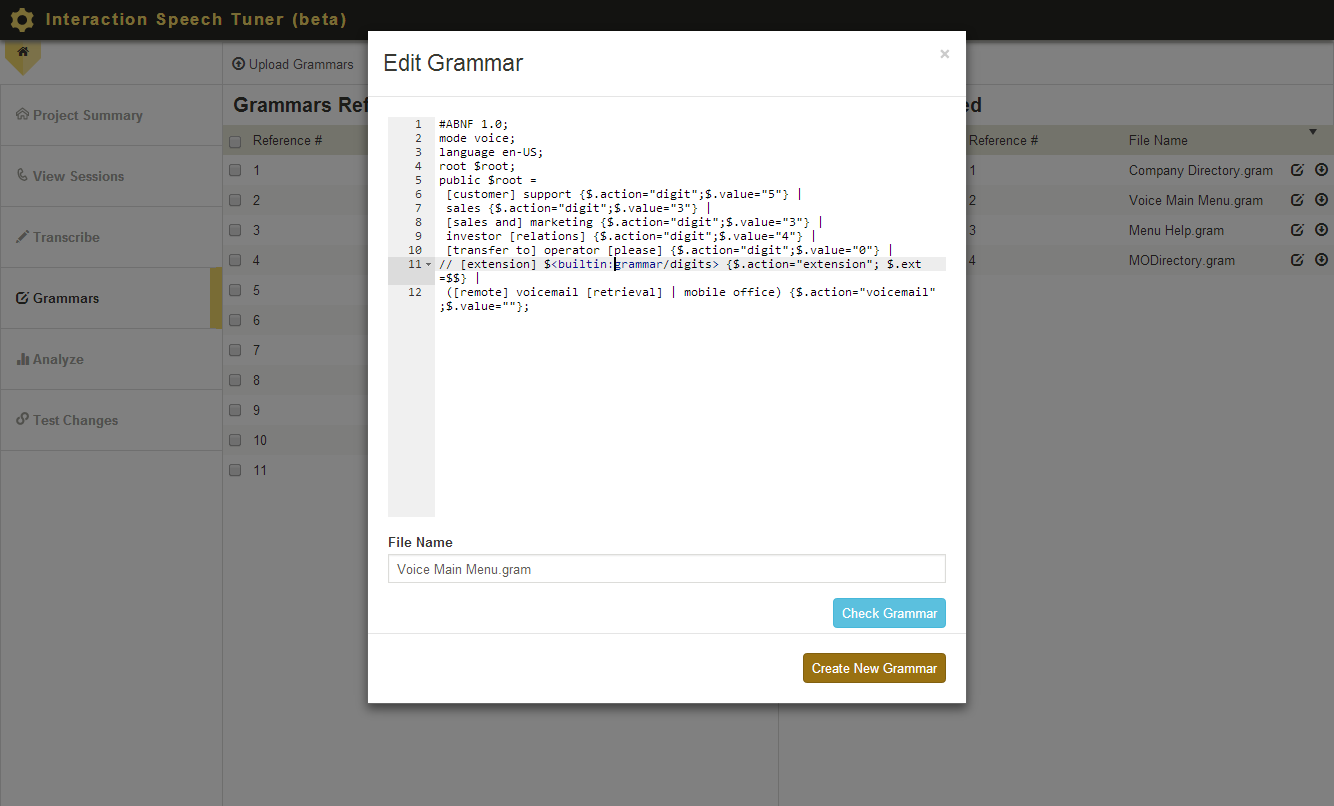 Interaction Speech Tuner (beta)
Upload Grammars
Project Summary
View Sessions
Transcribe
Grammars
Analyze
Test Changes
Grammars Ref
Reference #
1
2
3
4
5
6
7
8
9
10
11
Edit Grammar
×
1 #ABNF 1.0;
2 mode voice;
3 language en-US;
4 root $root;
5 public $root =
6 [customer] support {$.action="digit";$.value="5"} |
7 sales {$.action="digit";$.value="3"} |
8 [sales and] marketing {$.action="digit";$.value="3"} |
9 investor [relations] {$.action="digit";$.value="4"} |
10 [transfer to] operator [please] {$.action="digit";$.value="0"} |
11 // [extension] $<builtin:grammar/digits> {$.action="extension"; $.ext
=$$} |
12 ([remote] voicemail [retrieval] | mobile office) {$.action="voicemail"
;$.value=""};
File Name
Voice Main Menu.gram
Check Grammar
Create New Grammar
ed
Reference # File Name
1 Company Directory.gram
2 Voice Main Menu.gram
3 Menu Help.gram
4 MODirectory.gram